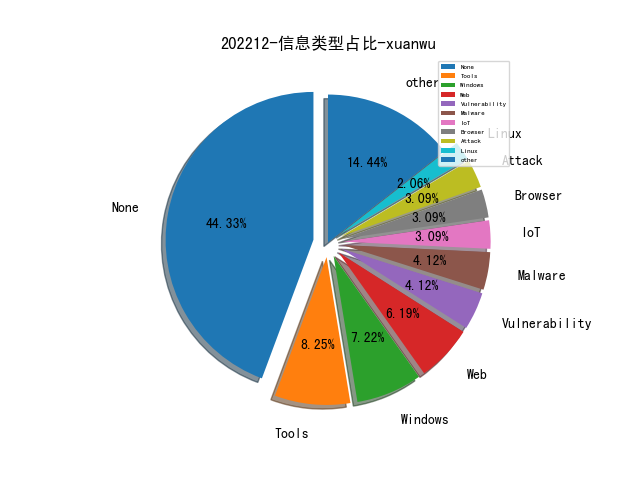 202212-信息类型占比-xuanwu
None
Tools
Windows
Web
Vulnerability
Malware
IoT
Browser
Attack
Linux
other
other
Linux
Attack
Browser
IoT
Malware
Vulnerability
Web
Windows
Tools
None
14.44%
2.06%
3.09%
3.09%
3.09%
4.12%
4.12%
6.19%
7.22%
8.25%
44.33%